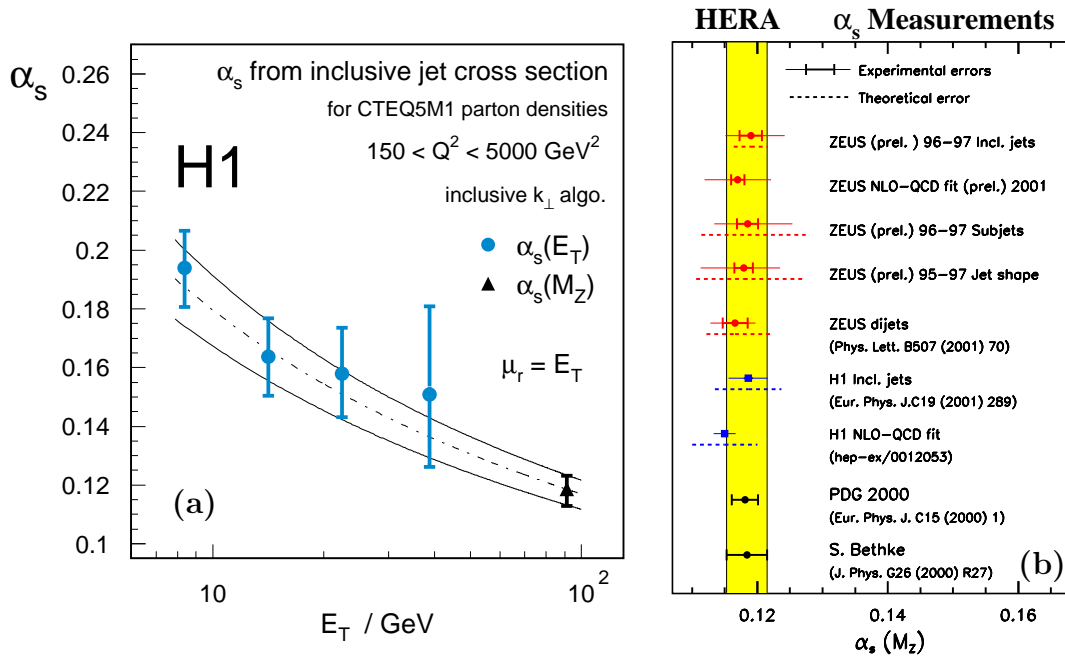 α_s
0.26
0.24
0.22
0.2
0.18
0.16
0.14
0.12
0.1
α_s from inclusive jet cross section
for CTEQ5M1 parton densities
150 < Q² < 5000 GeV²
inclusive k_⊥ algo.
H1
α_s(E_T)
α_s(M_Z)
μ_r = E_T
(a)
10
10²
E_T / GeV
HERA α_s Measurements
Experimental errors
Theoretical error
ZEUS (prel. ) 96−97 Incl. jets
ZEUS NLO−QCD fit (prel.) 2001
ZEUS (prel.) 96−97 Subjets
ZEUS (prel.) 95−97 Jet shape
ZEUS dijets
(Phys. Lett. B507 (2001) 70)
H1 Incl. jets
(Eur. Phys. J.C19 (2001) 289)
H1 NLO−QCD fit
(hep−ex/0012053)
PDG 2000
(Eur. Phys. J. C15 (2000) 1)
S. Bethke
(J. Phys. G26 (2000) R27)
(b)
0.12 0.14 0.16
α_s (M_Z)